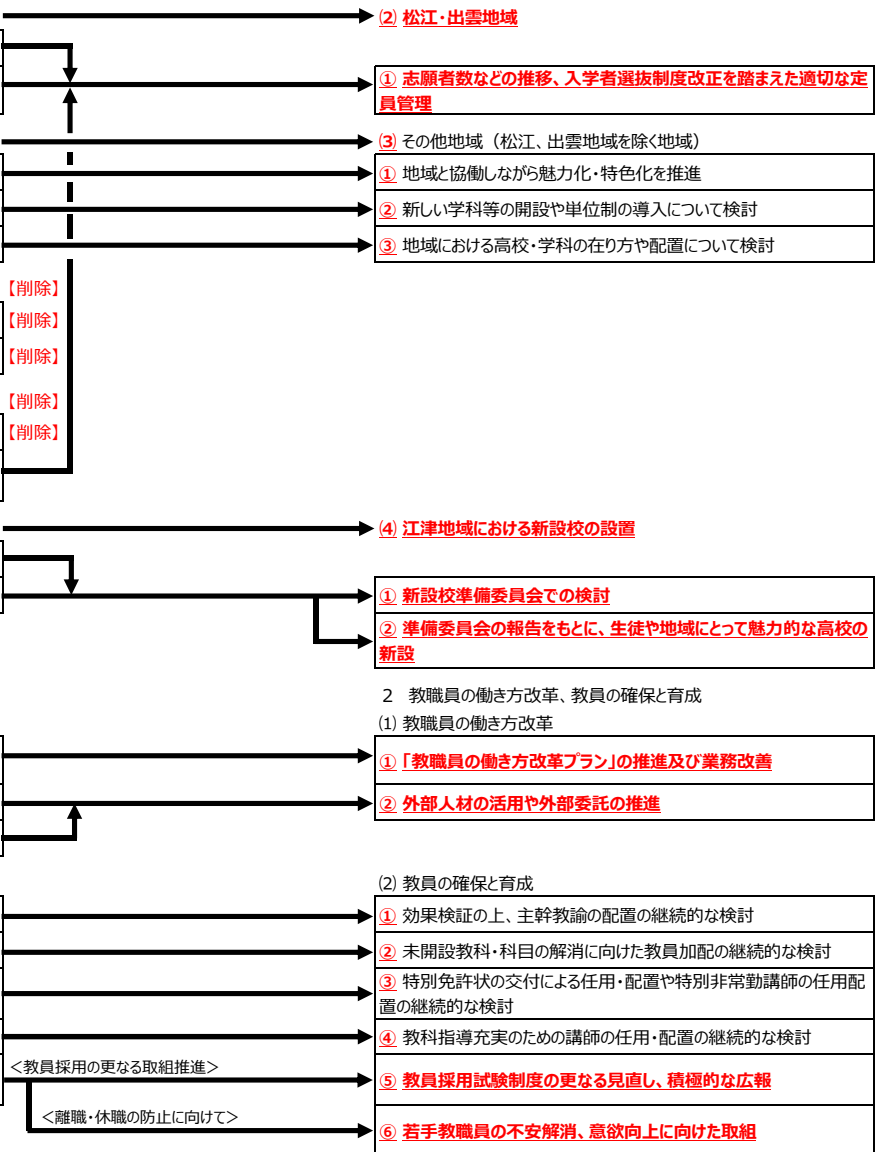 ⑵ 松江・出雲地域
① 志願者数などの推移、入学者選抜制度改正を踏まえた適切な定
員管理
⑶ その他地域（松江、出雲地域を除く地域）
① 地域と協働しながら魅力化・特色化を推進
② 新しい学科等の開設や単位制の導入について検討
③ 地域における高校・学科の在り方や配置について検討
【削除】
【削除】
【削除】
【削除】
【削除】
⑷ 江津地域における新設校の設置
① 新設校準備委員会での検討
② 準備委員会の報告をもとに、生徒や地域にとって魅力的な高校の
新設
２　教職員の働き方改革、教員の確保と育成
⑴ 教職員の働き方改革
① 「教職員の働き方改革プラン」の推進及び業務改善
② 外部人材の活用や外部委託の推進
⑵ 教員の確保と育成
① 効果検証の上、主幹教諭の配置の継続的な検討
② 未開設教科・科目の解消に向けた教員加配の継続的な検討
③ 特別免許状の交付による任用・配置や特別非常勤講師の任用配
置の継続的な検討
④ 教科指導充実のための講師の任用・配置の継続的な検討
＜教員採用の更なる取組推進＞
⑤ 教員採用試験制度の更なる見直し、積極的な広報
＜離職・休職の防止に向けて＞
⑥ 若手教職員の不安解消、意欲向上に向けた取組